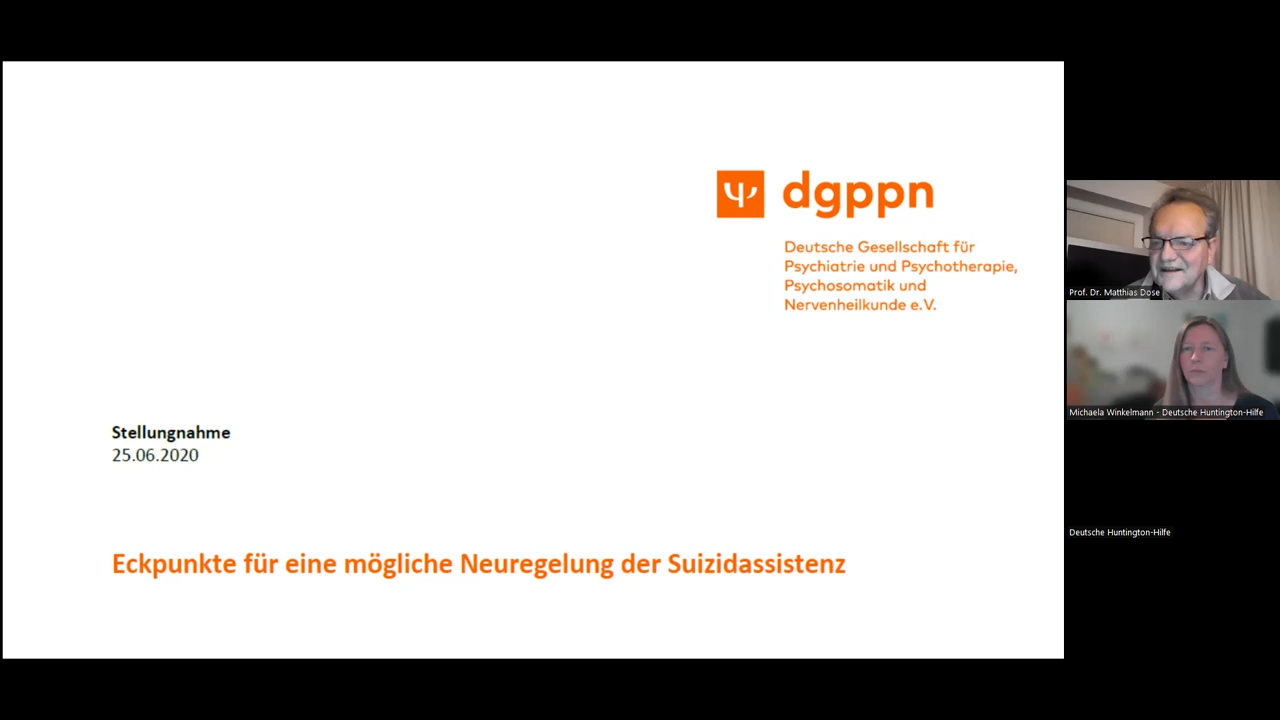 dgppn
Deutsche Gesellschaft für
Psychiatrie und Psychotherapie,
Psychosomatik und
Nervenheilkunde e.V.
Stellungnahme
25.06.2020
Eckpunkte für eine mögliche Neuregelung der Suizidassistenz
Prof. Dr. Matthias Dose
Michaela Winkelmann - Deutsche Huntington-Hilfe
Deutsche Huntington-Hilfe